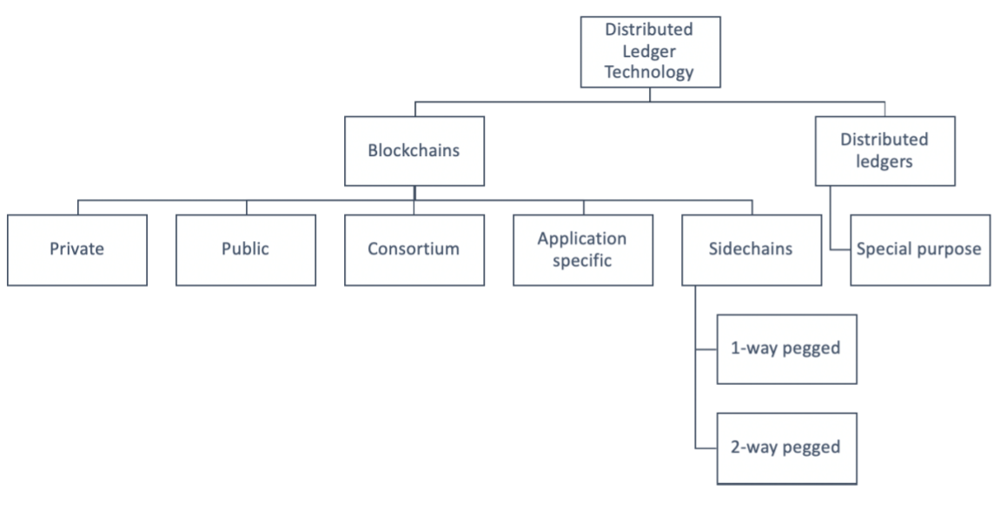 Distributed
Ledger
Technology
Blockchains
Distributed
ledgers
Private
Public
Consortium
Application
specific
Sidechains
Special purpose
1-way pegged
2-way pegged